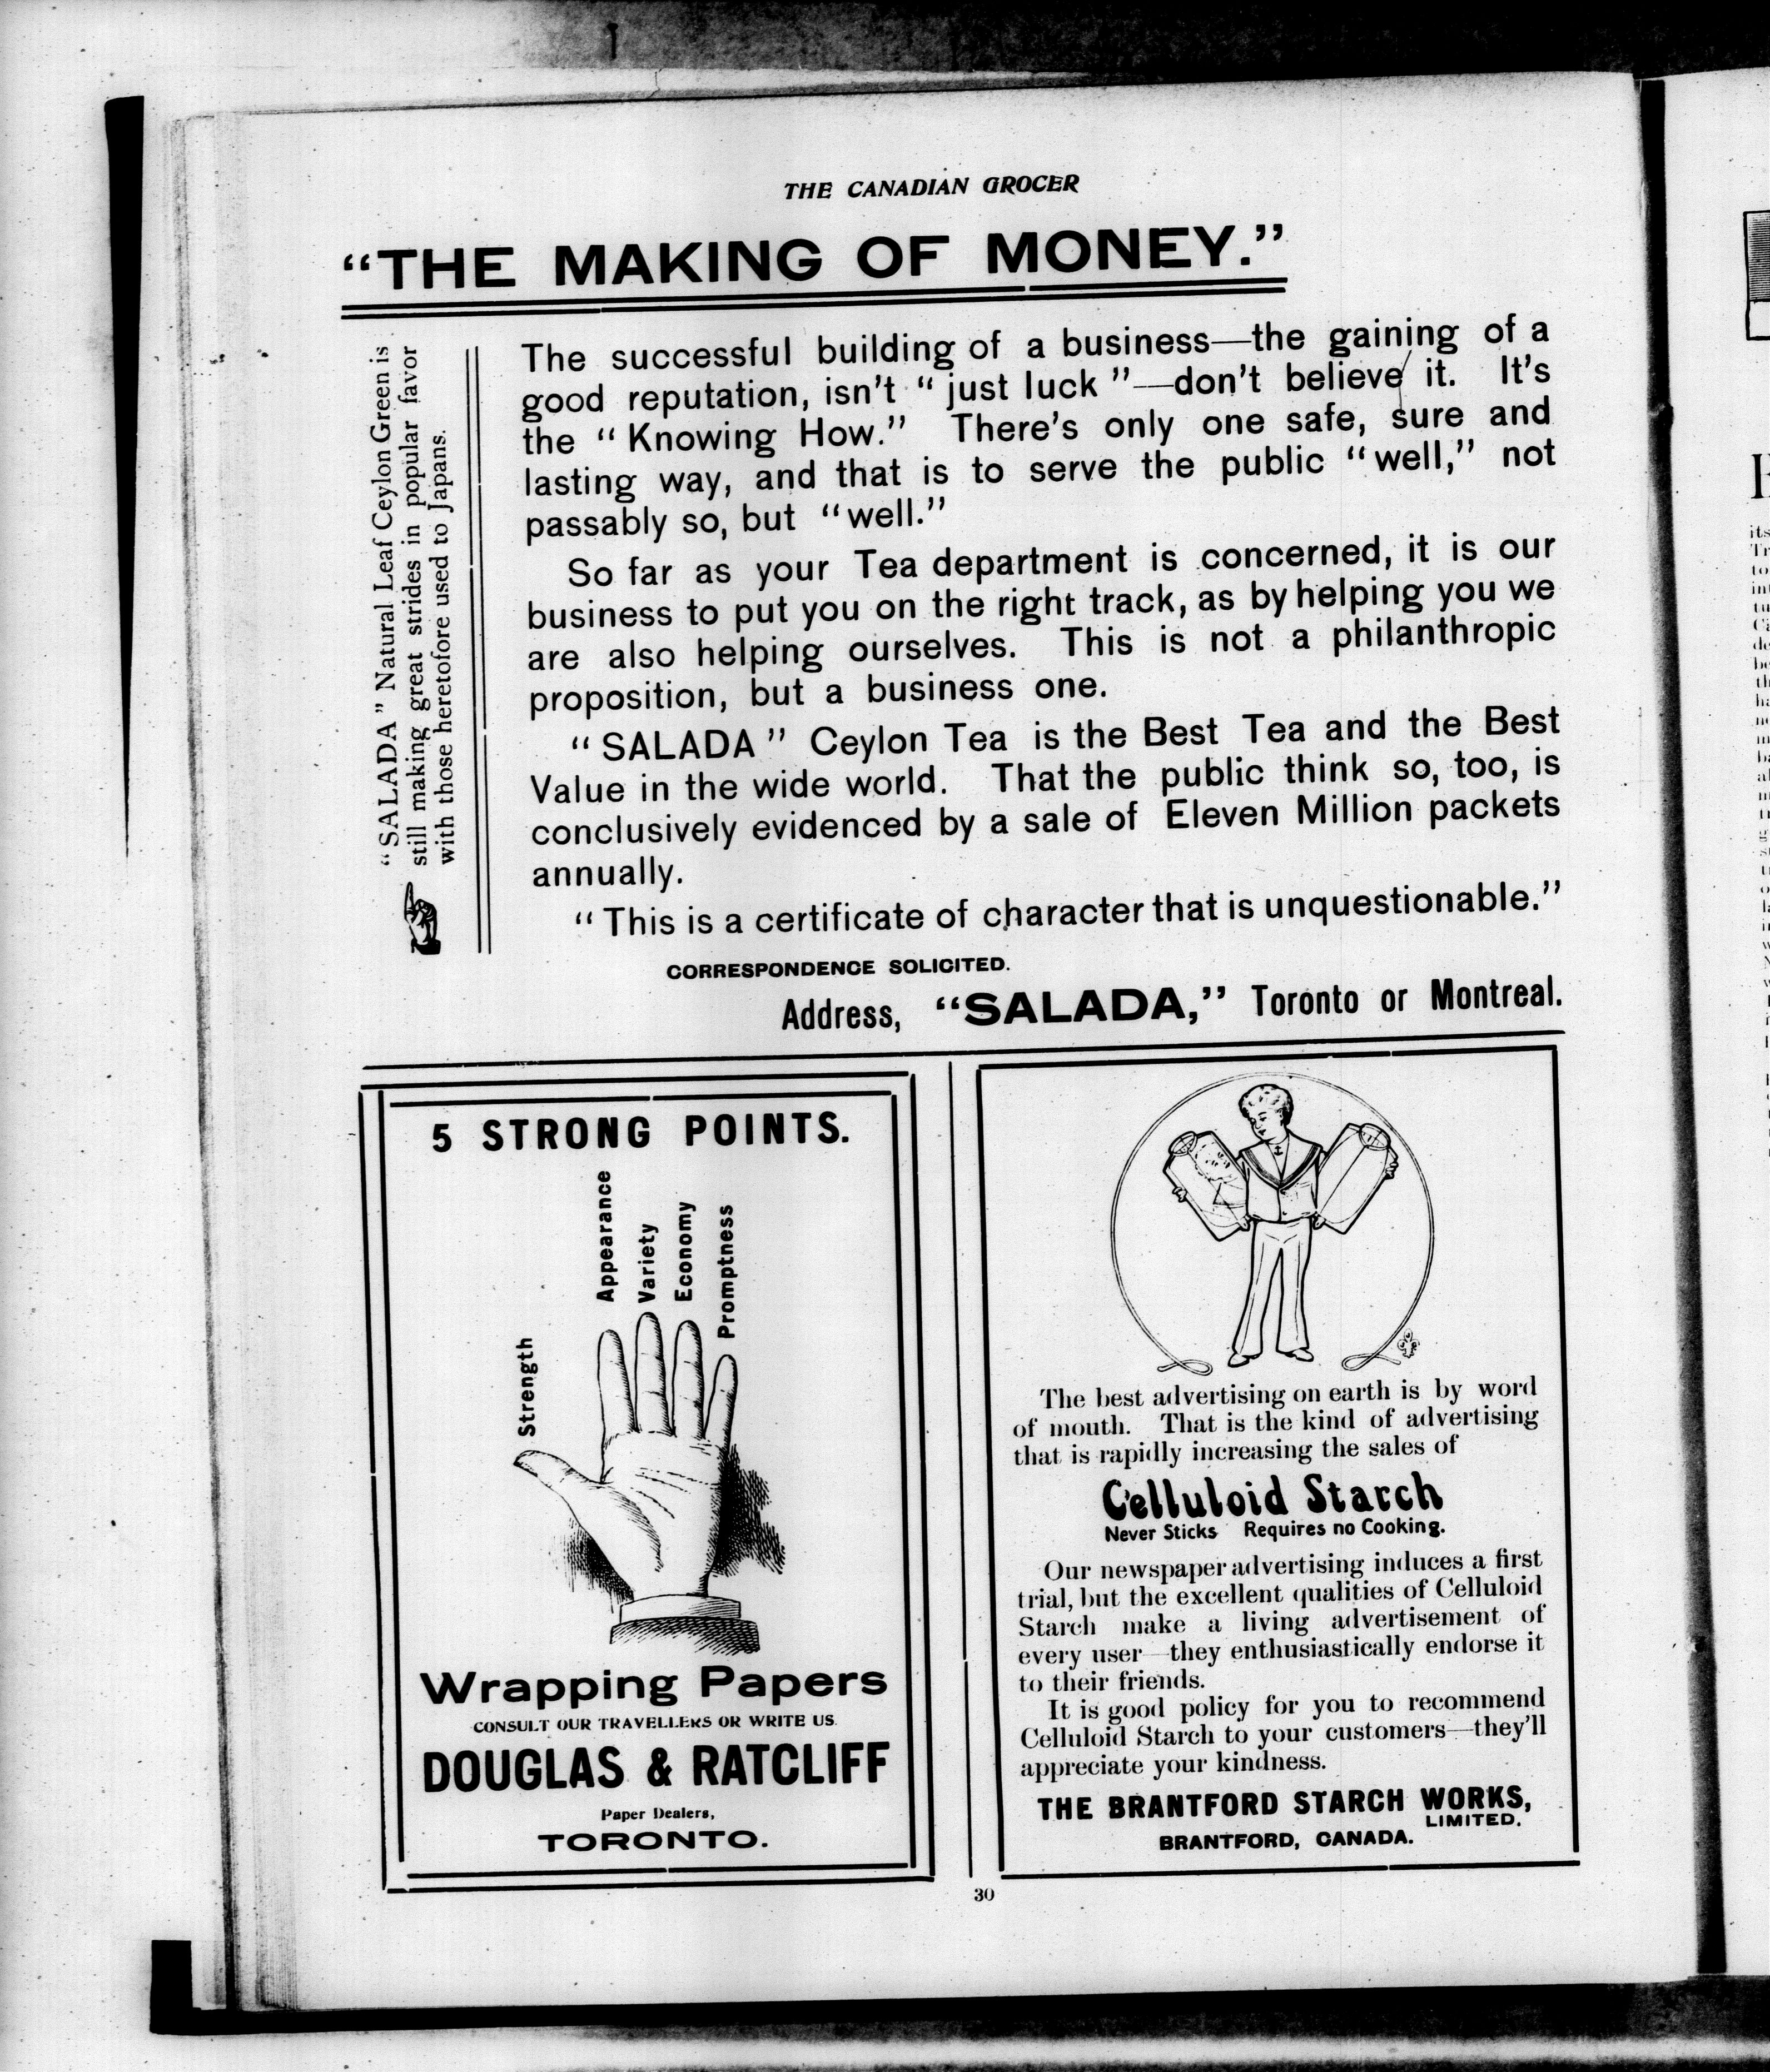 THE CANADIAN GROCER
“THE MAKING OF MONEY.”
“SALADA” Natural Leaf Ceylon Green is
still making great strides in popular favor
with those heretofore used to Japans.
The successful building of a business—the gaining of a
good reputation, isn't “just luck”—don't believe it. It's
the “Knowing How.” There's only one safe, sure and
lasting way, and that is to serve the public “well,” not
passably so, but “well.”
So far as your Tea department is concerned, it is our
business to put you on the right track, as by helping you we
are also helping ourselves. This is not a philanthropic
proposition, but a business one.
“SALADA” Ceylon Tea is the Best Tea and the Best
Value in the wide world. That the public think so, too, is
conclusively evidenced by a sale of Eleven Million packets
annually.
“This is a certificate of character that is unquestionable.”
CORRESPONDENCE SOLICITED.
Address, “SALADA,” Toronto or Montreal.
5 STRONG POINTS.
Strength
Appearance
Variety
Economy
Promptness
Wrapping Papers
CONSULT OUR TRAVELLERS OR WRITE US.
DOUGLAS & RATCLIFF
Paper Dealers,
TORONTO.
The best advertising on earth is by word
of mouth. That is the kind of advertising
that is rapidly increasing the sales of
Celluloid Starch
Never Sticks Requires no Cooking.
Our newspaper advertising induces a first
trial, but the excellent qualities of Celluloid
Starch make a living advertisement of
every user—they enthusiastically endorse it
to their friends.
It is good policy for you to recommend
Celluloid Starch to your customers—they'll
appreciate your kindness.
THE BRANTFORD STARCH WORKS,
LIMITED.
BRANTFORD, CANADA.
30